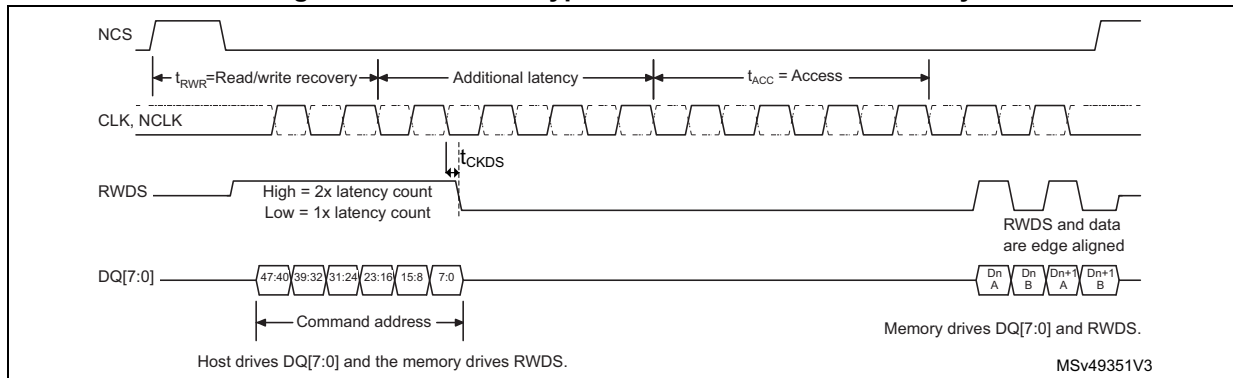 NCS
tRWR=Read/write recovery
Additional latency
tACC = Access
CLK, NCLK
tCKDS
RWDS
High = 2x latency count
Low = 1x latency count
RWDS and data
are edge aligned
DQ[7:0]
47:40 39:32 31:24 23:16 15:8 7:0
Dn Dn Dn+1 Dn+1
A B A B
Command address
Memory drives DQ[7:0] and RWDS.
Host drives DQ[7:0] and the memory drives RWDS.
MSv49351V3